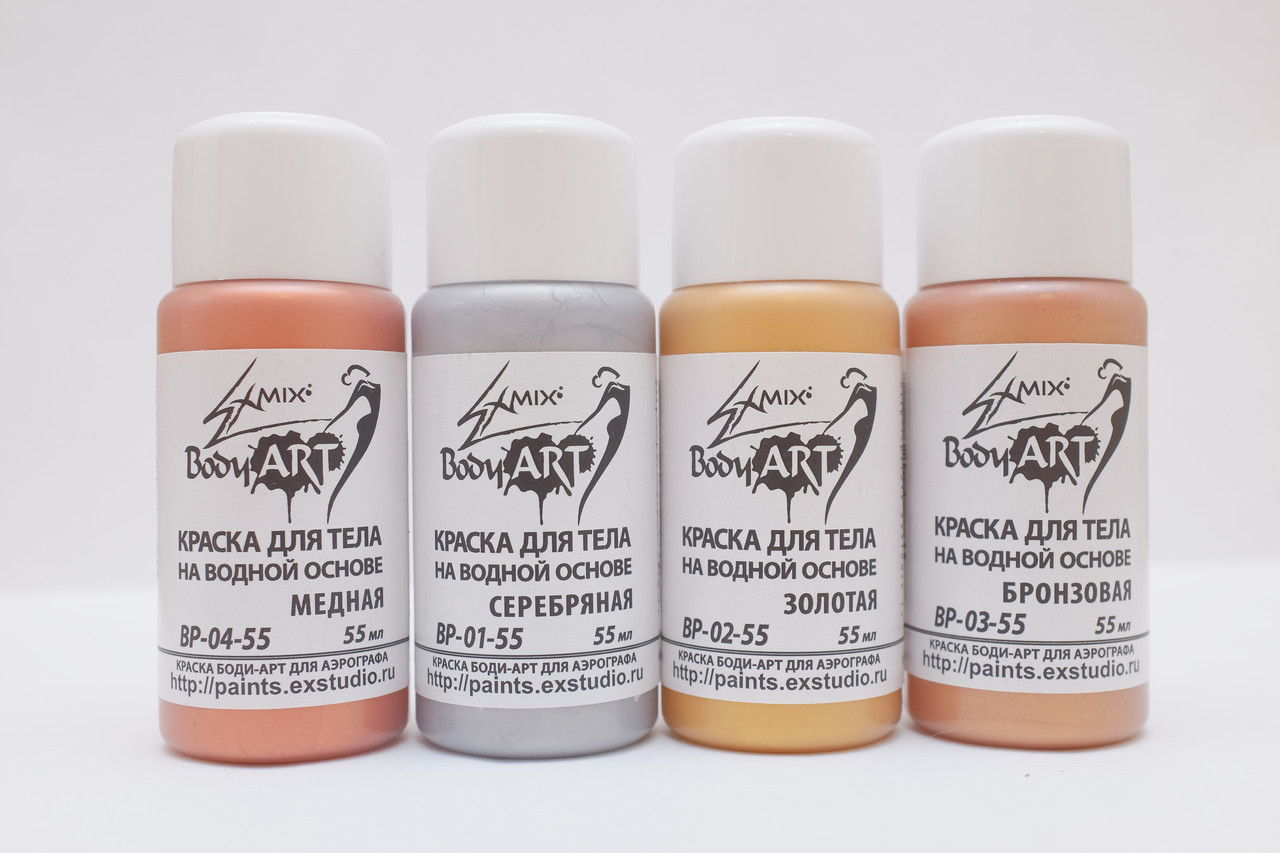 ExMIX
Body ART
КРАСКА ДЛЯ ТЕЛА
НА ВОДНОЙ ОСНОВЕ
МЕДНАЯ
BP-04-55 55 мл
КРАСКА БОДИ-АРТ ДЛЯ АЭРОГРАФА
http://paints.exstudio.ru
ExMIX
Body ART
КРАСКА ДЛЯ ТЕЛА
НА ВОДНОЙ ОСНОВЕ
СЕРЕБРЯНАЯ
BP-01-55 55 мл
КРАСКА БОДИ-АРТ ДЛЯ АЭРОГРАФА
http://paints.exstudio.ru
ExMIX
Body ART
КРАСКА ДЛЯ ТЕЛА
НА ВОДНОЙ ОСНОВЕ
ЗОЛОТАЯ
BP-02-55 55 мл
КРАСКА БОДИ-АРТ ДЛЯ АЭРОГРАФА
http://paints.exstudio.ru
ExMIX
Body ART
КРАСКА ДЛЯ ТЕЛА
НА ВОДНОЙ ОСНОВЕ
БРОНЗОВАЯ
BP-03-55 55 мл
КРАСКА БОДИ-АРТ ДЛЯ АЭРОГРАФА
http://paints.exstudio.ru